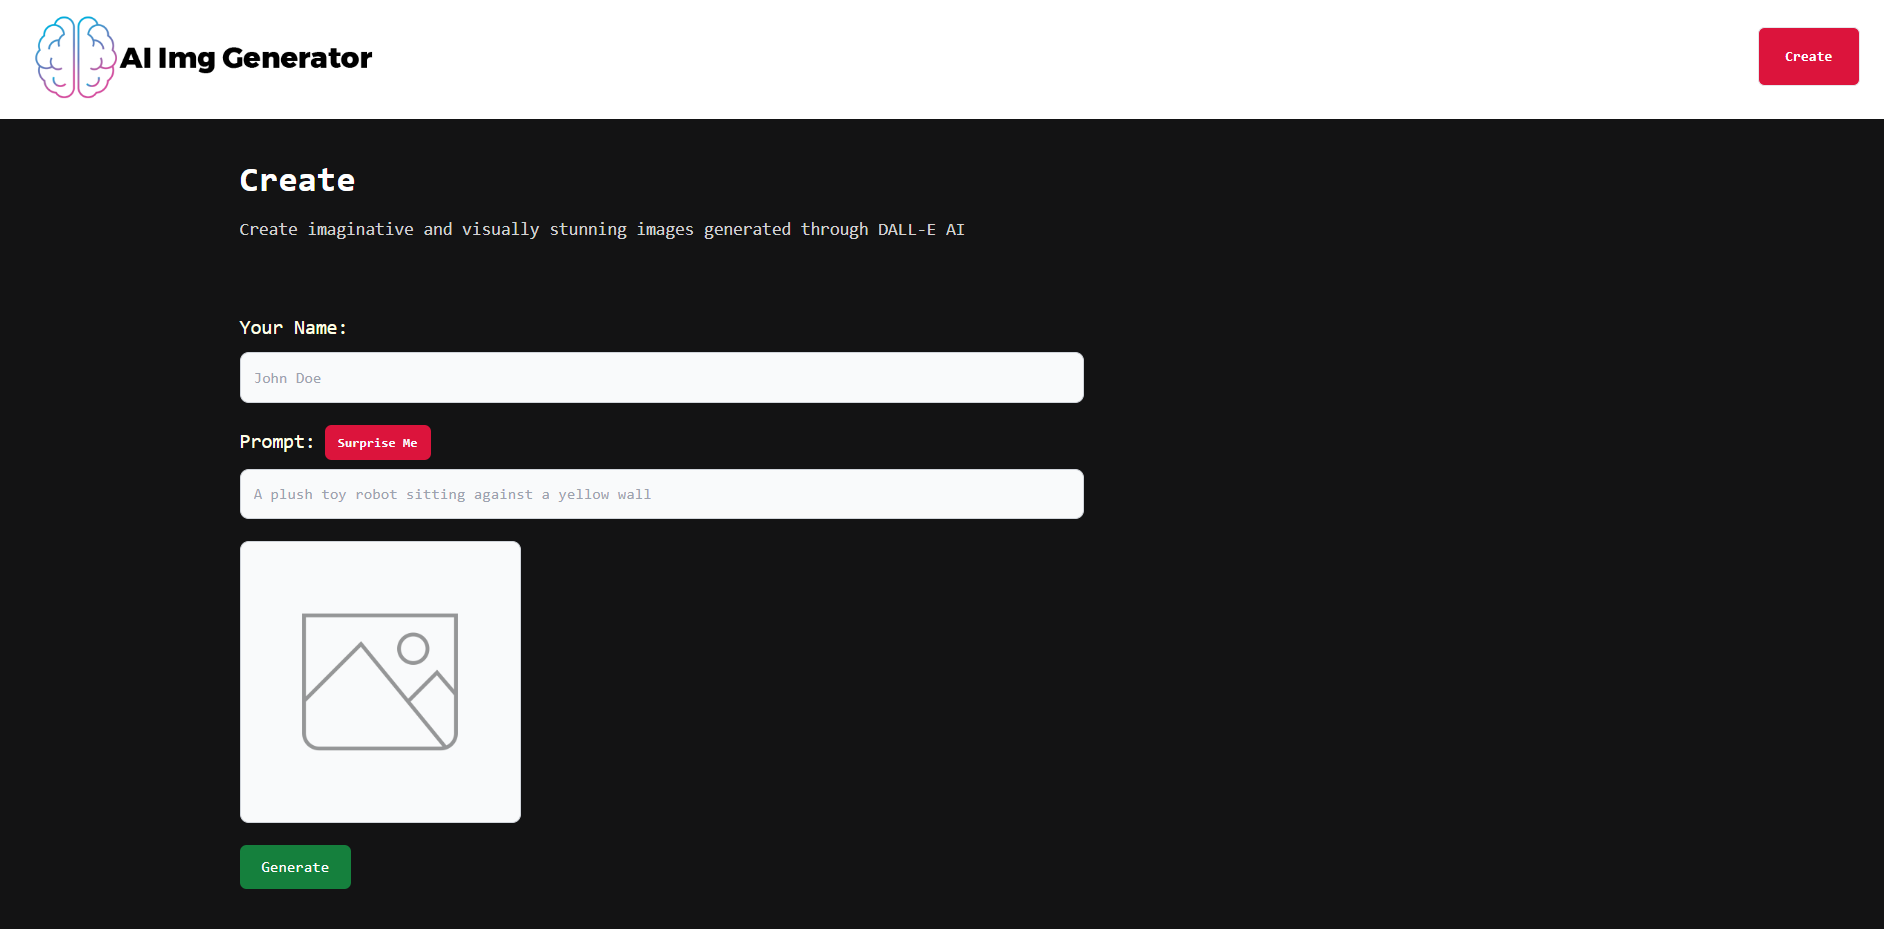 AI Img Generator
Create
Create
Create imaginative and visually stunning images generated through DALL-E AI
Your Name:
John Doe
Prompt:
Surprise Me
A plush toy robot sitting against a yellow wall
Generate